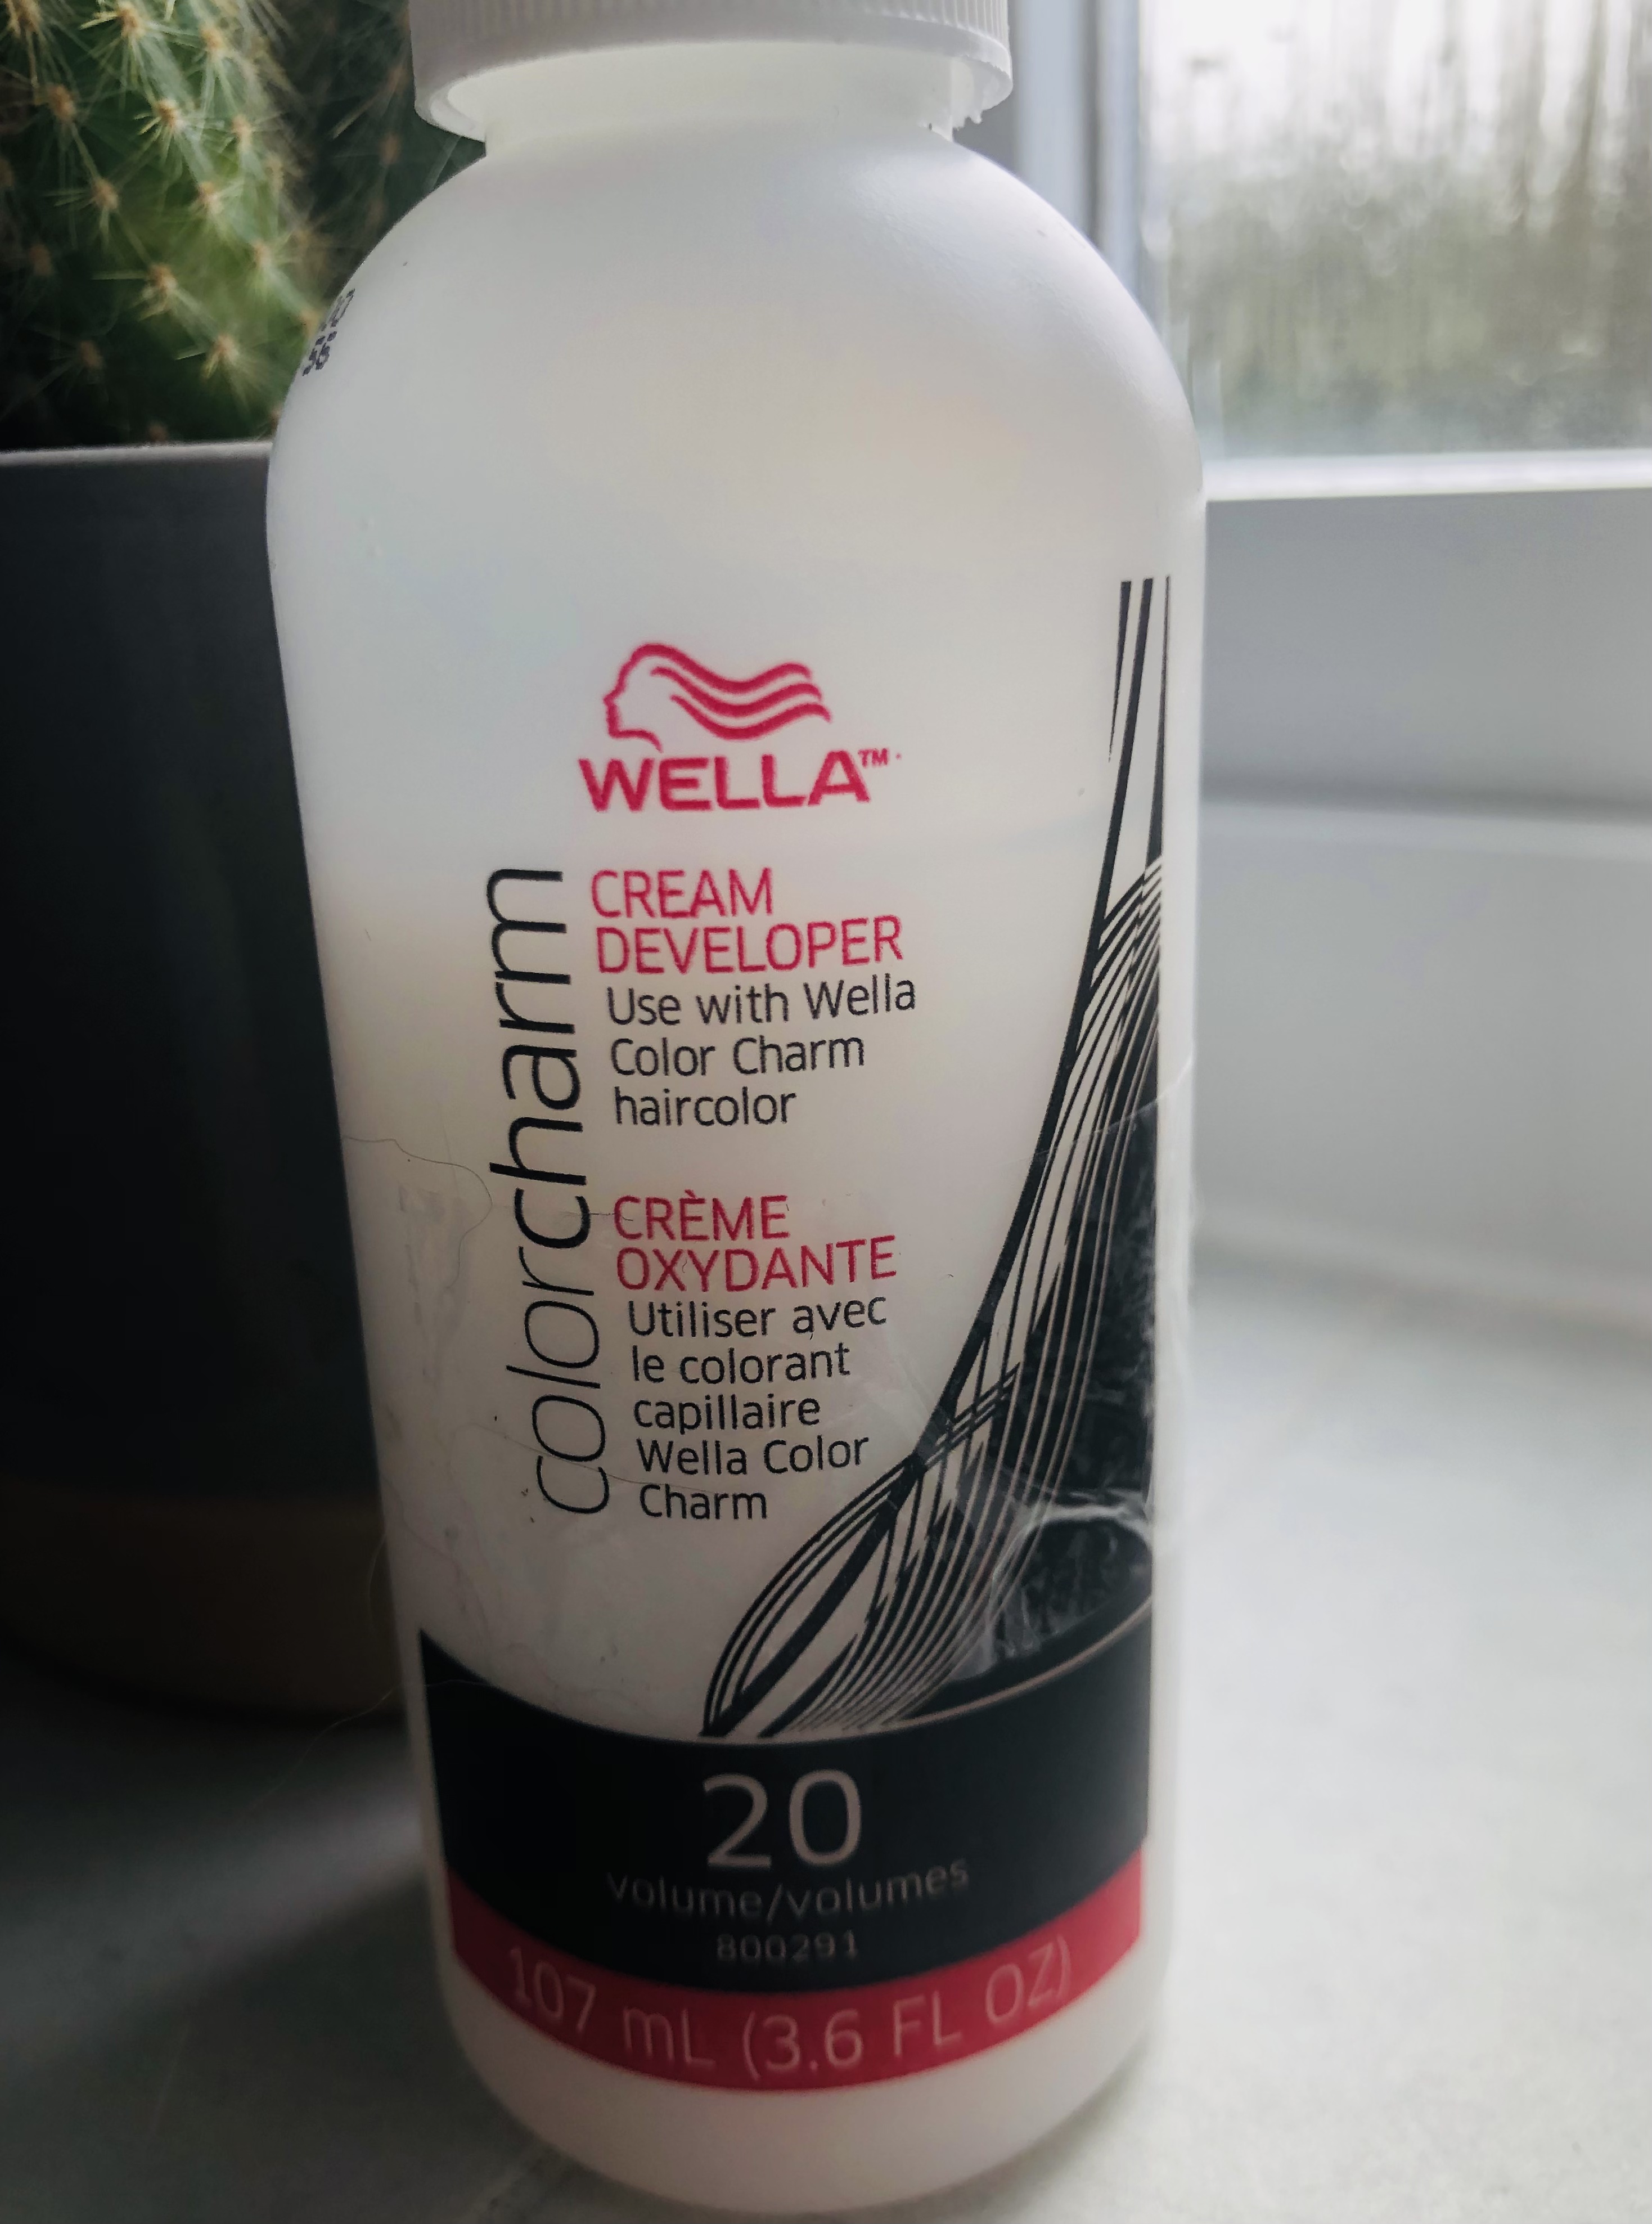 WELLA™
colorcharm
CREAM
DEVELOPER
Use with Wella
Color Charm
haircolor
CRÈME
OXYDANTE
Utiliser avec
le colorant
capillaire
Wella Color
Charm
20
volume/volumes
800291
107 mL (3.6 FL OZ)